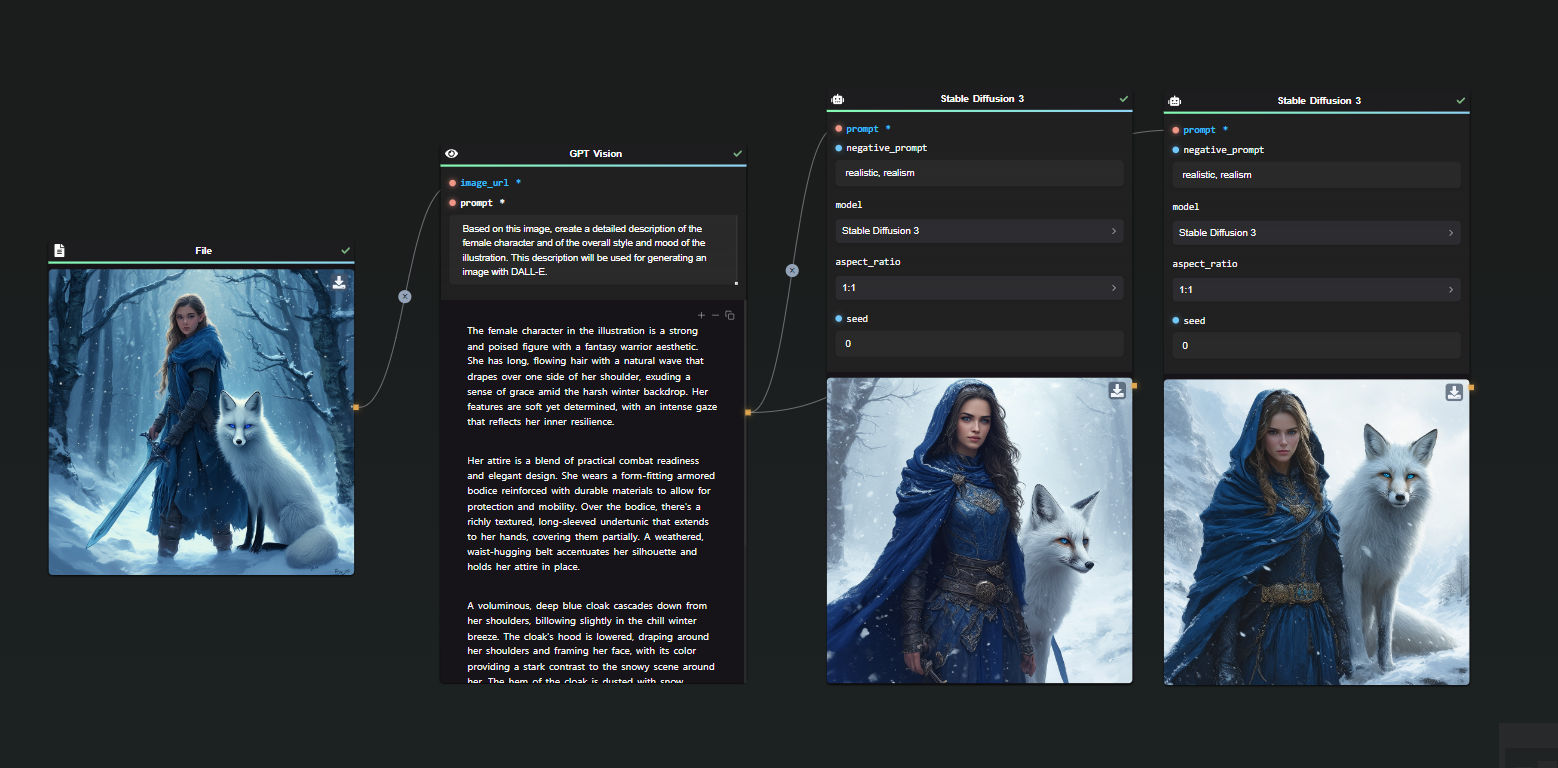 File
GPT Vision
image_url *
prompt *
Based on this image, create a detailed description of the
female character and of the overall style and mood of the
illustration. This description will be used for generating an
image with DALL-E.
The female character in the illustration is a strong
and poised figure with a fantasy warrior aesthetic.
She has long, flowing hair with a natural wave that
drapes over one side of her shoulder, exuding a
sense of grace amid the harsh winter backdrop. Her
features are soft yet determined, with an intense gaze
that reflects her inner resilience.
Her attire is a blend of practical combat readiness
and elegant design. She wears a form-fitting armored
bodice reinforced with durable materials to allow for
protection and mobility. Over the bodice, there's a
richly textured, long-sleeved undertunic that extends
to her hands, covering them partially. A weathered,
waist-hugging belt accentuates her silhouette and
holds her attire in place.
A voluminous, deep blue cloak cascades down from
her shoulders, billowing slightly in the chill winter
breeze. The cloak's hood is lowered, draping around
her shoulders and framing her face, with its color
providing a stark contrast to the snowy scene around
her. The hem of the cloak is dusted with snow
Stable Diffusion 3
prompt *
negative_prompt
realistic, realism
model
Stable Diffusion 3
aspect_ratio
1:1
seed
0
Stable Diffusion 3
prompt *
negative_prompt
realistic, realism
model
Stable Diffusion 3
aspect_ratio
1:1
seed
0